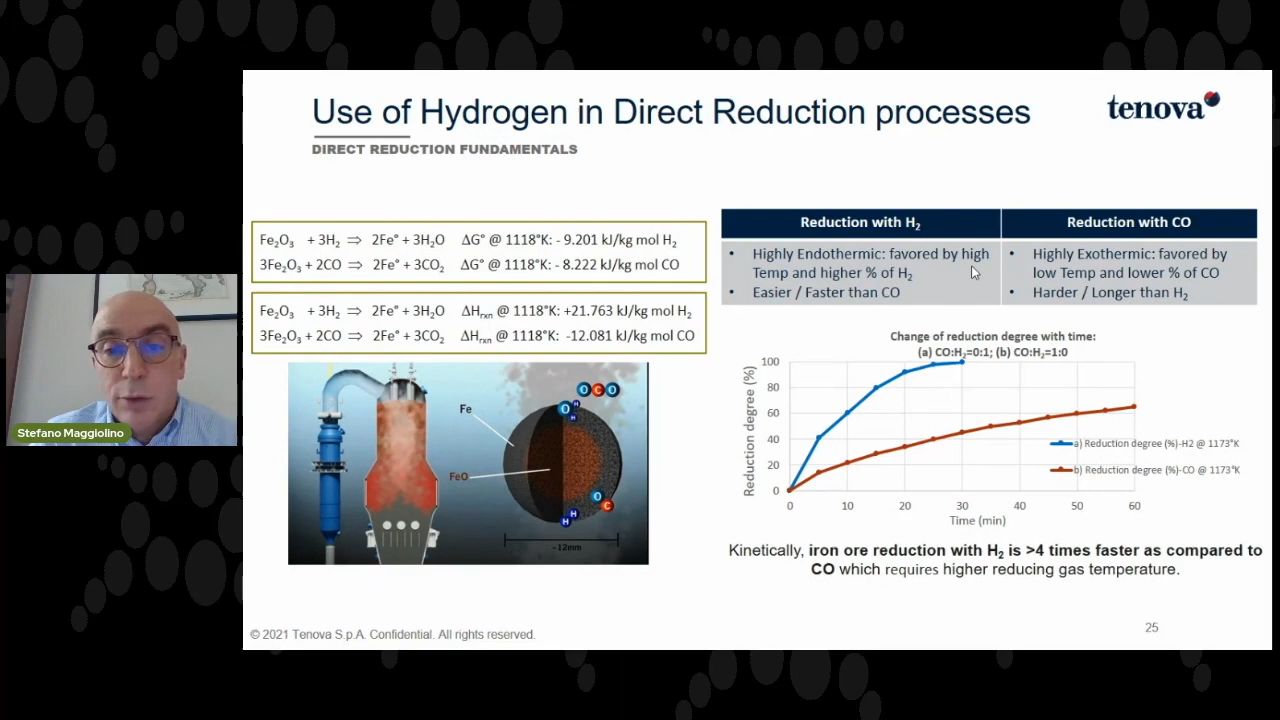 Use of Hydrogen in Direct Reduction processes
tenova
DIRECT REDUCTION FUNDAMENTALS
Fe₂O₃ + 3H₂ ⇒ 2Fe° + 3H₂O ΔG° @ 1118°K: - 9.201 kJ/kg mol H₂
3Fe₂O₃ + 2CO ⇒ 2Fe° + 3CO₂ ΔG° @ 1118°K: - 8.222 kJ/kg mol CO
Fe₂O₃ + 3H₂ ⇒ 2Fe° + 3H₂O ΔHrxn @ 1118°K: +21.763 kJ/kg mol H₂
3Fe₂O₃ + 2CO ⇒ 2Fe° + 3CO₂ ΔHrxn @ 1118°K: -12.081 kJ/kg mol CO
Fe
FeO
O C O
O H H
O C
H H
~12mm
Reduction with H₂
Reduction with CO
• Highly Endothermic: favored by high
Temp and higher % of H₂
• Easier / Faster than CO
• Highly Exothermic: favored by
low Temp and lower % of CO
• Harder / Longer than H₂
Change of reduction degree with time:
(a) CO:H₂=0:1; (b) CO:H₂=1:0
Reduction degree (%)
100
80
60
40
20
0
0 10 20 30 40 50 60
Time (min)
a) Reduction degree (%)-H2 @ 1173°K
b) Reduction degree (%)-CO @ 1173°K
Kinetically, iron ore reduction with H₂ is >4 times faster as compared to
CO which requires higher reducing gas temperature.
Stefano Maggiolino
© 2021 Tenova S.p.A. Confidential. All rights reserved.
25